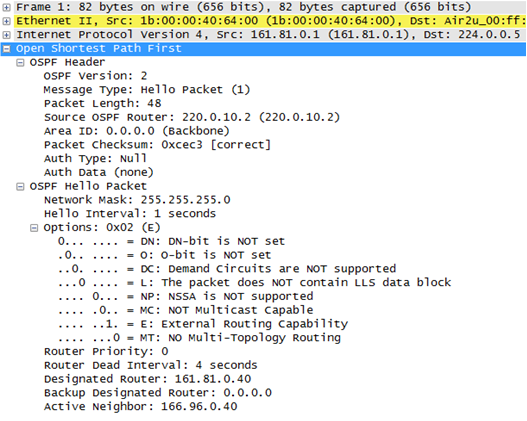 Frame 1: 82 bytes on wire (656 bits), 82 bytes captured (656 bits)
Ethernet II, Src: 1b:00:00:40:64:00 (1b:00:00:40:64:00), Dst: Air2u_00:ff:
Internet Protocol Version 4, Src: 161.81.0.1 (161.81.0.1), Dst: 224.0.0.5
Open Shortest Path First
OSPF Header
OSPF Version: 2
Message Type: Hello Packet (1)
Packet Length: 48
Source OSPF Router: 220.0.10.2 (220.0.10.2)
Area ID: 0.0.0.0 (Backbone)
Packet Checksum: 0xcec3 [correct]
Auth Type: Null
Auth Data (none)
OSPF Hello Packet
Network Mask: 255.255.255.0
Hello Interval: 1 seconds
Options: 0x02 (E)
0... .... = DN: DN-bit is NOT set
.0.. .... = O: O-bit is NOT set
..0. .... = DC: Demand Circuits are NOT supported
...0 .... = L: The packet does NOT contain LLS data block
.... 0... = NP: NSSA is NOT supported
.... .0.. = MC: NOT Multicast Capable
.... ..1. = E: External Routing Capability
.... ...0 = MT: NO Multi-Topology Routing
Router Priority: 0
Router Dead Interval: 4 seconds
Designated Router: 161.81.0.40
Backup Designated Router: 0.0.0.0
Active Neighbor: 166.96.0.40